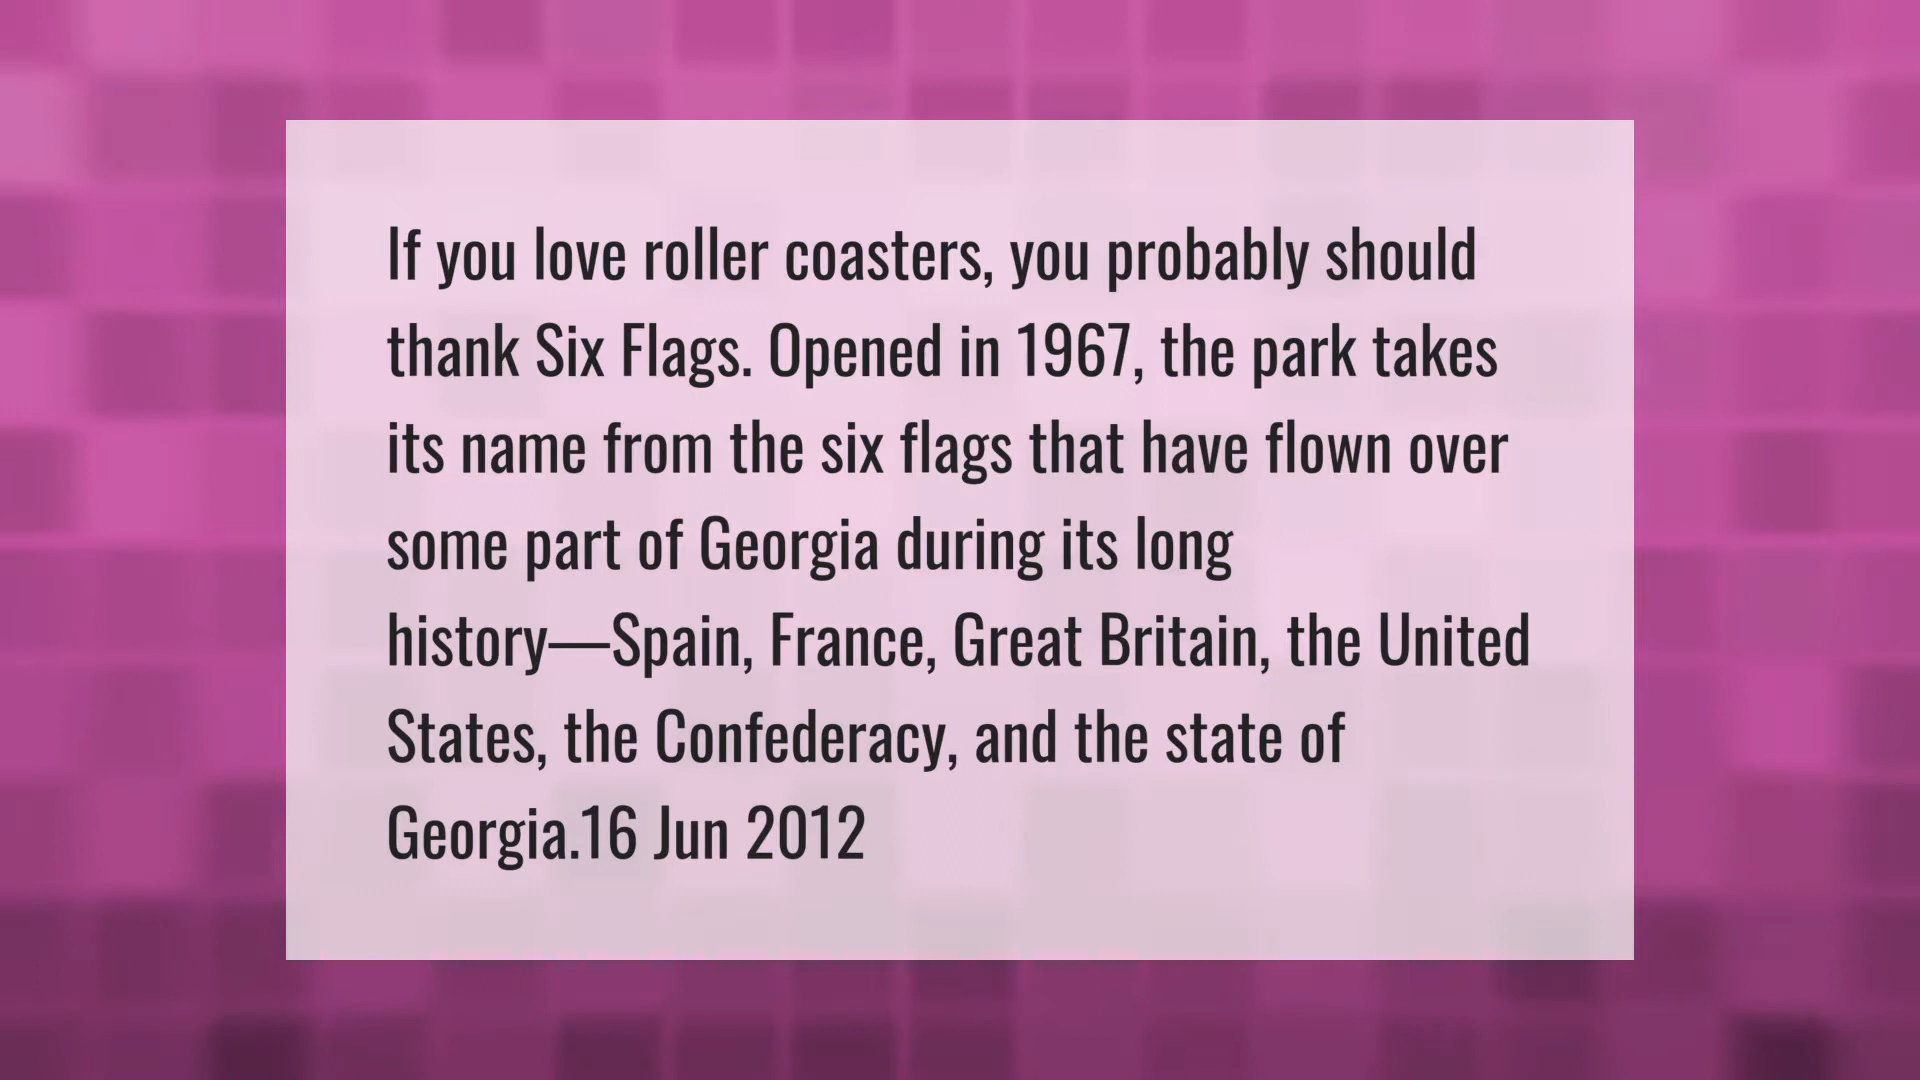 If you love roller coasters, you probably should
thank Six Flags. Opened in 1967, the park takes
its name from the six flags that have flown over
some part of Georgia during its long
history—Spain, France, Great Britain, the United
States, the Confederacy, and the state of
Georgia.16 Jun 2012